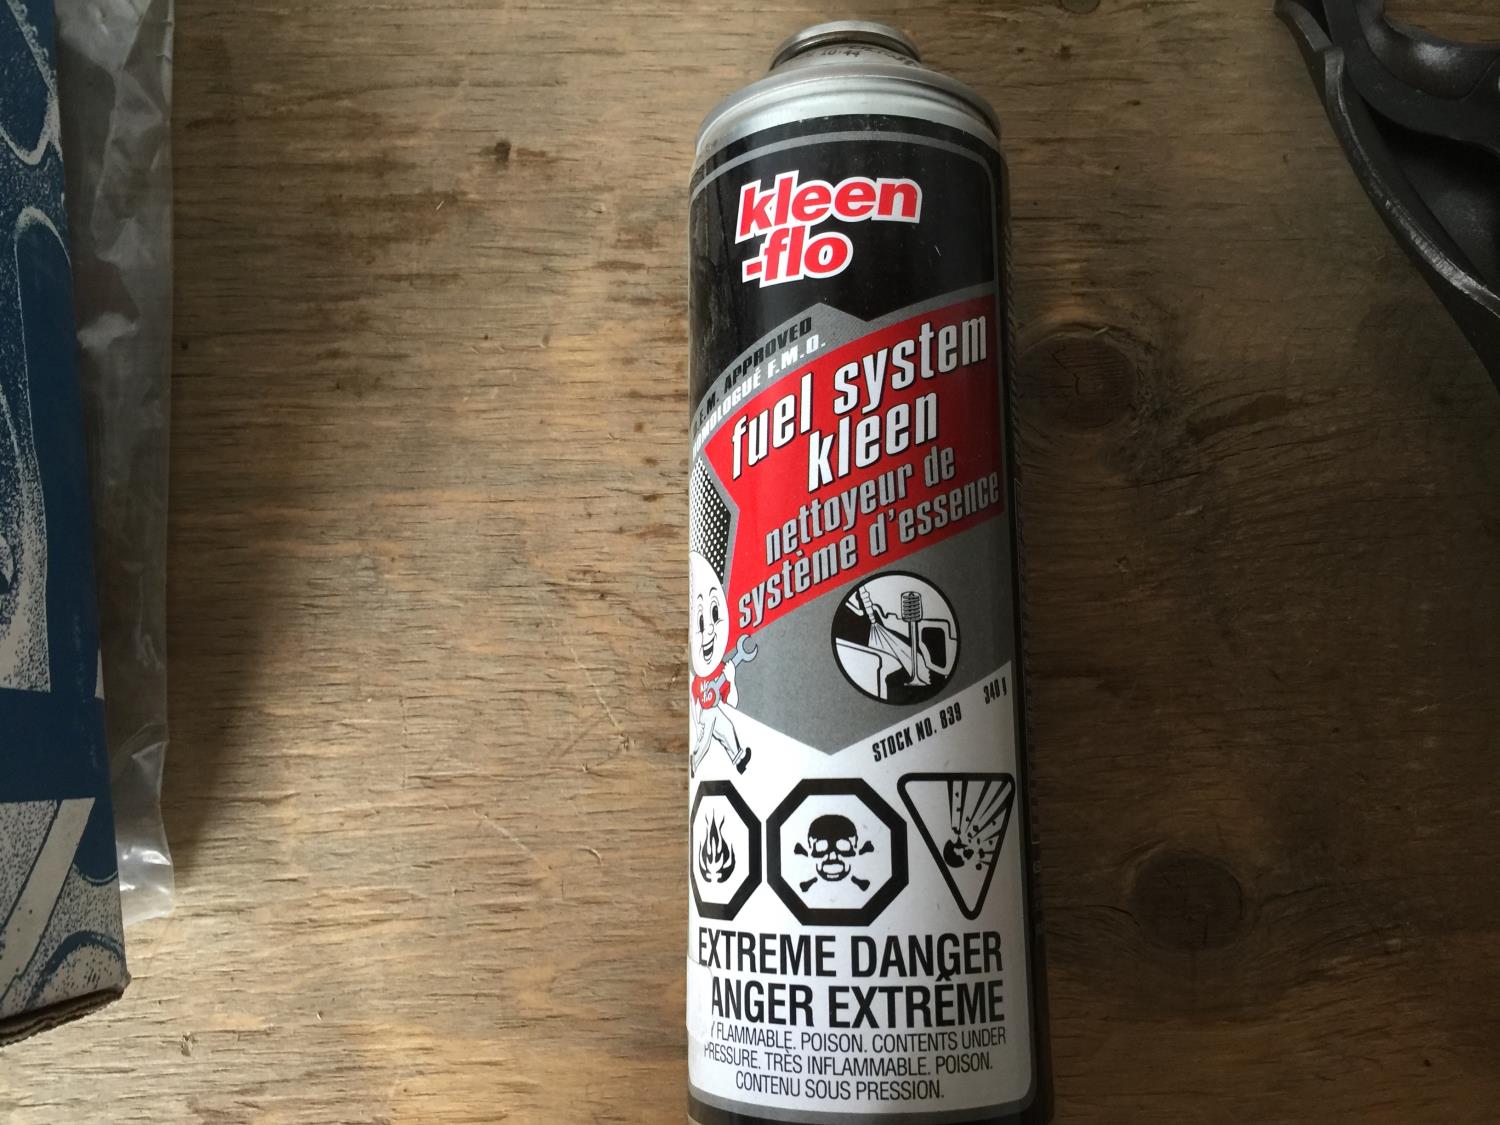 kleen
-flo
APPROVED
HOMOLOGUÉ F.M.O.
fuel system
kleen
nettoyeur de
système d'essence
STOCK NO. 839
340 g
EXTREME DANGER
ANGER EXTRÊME
Y FLAMMABLE. POISON. CONTENTS UNDER
PRESSURE. TRÈS INFLAMMABLE. POISON.
CONTENU SOUS PRESSION.